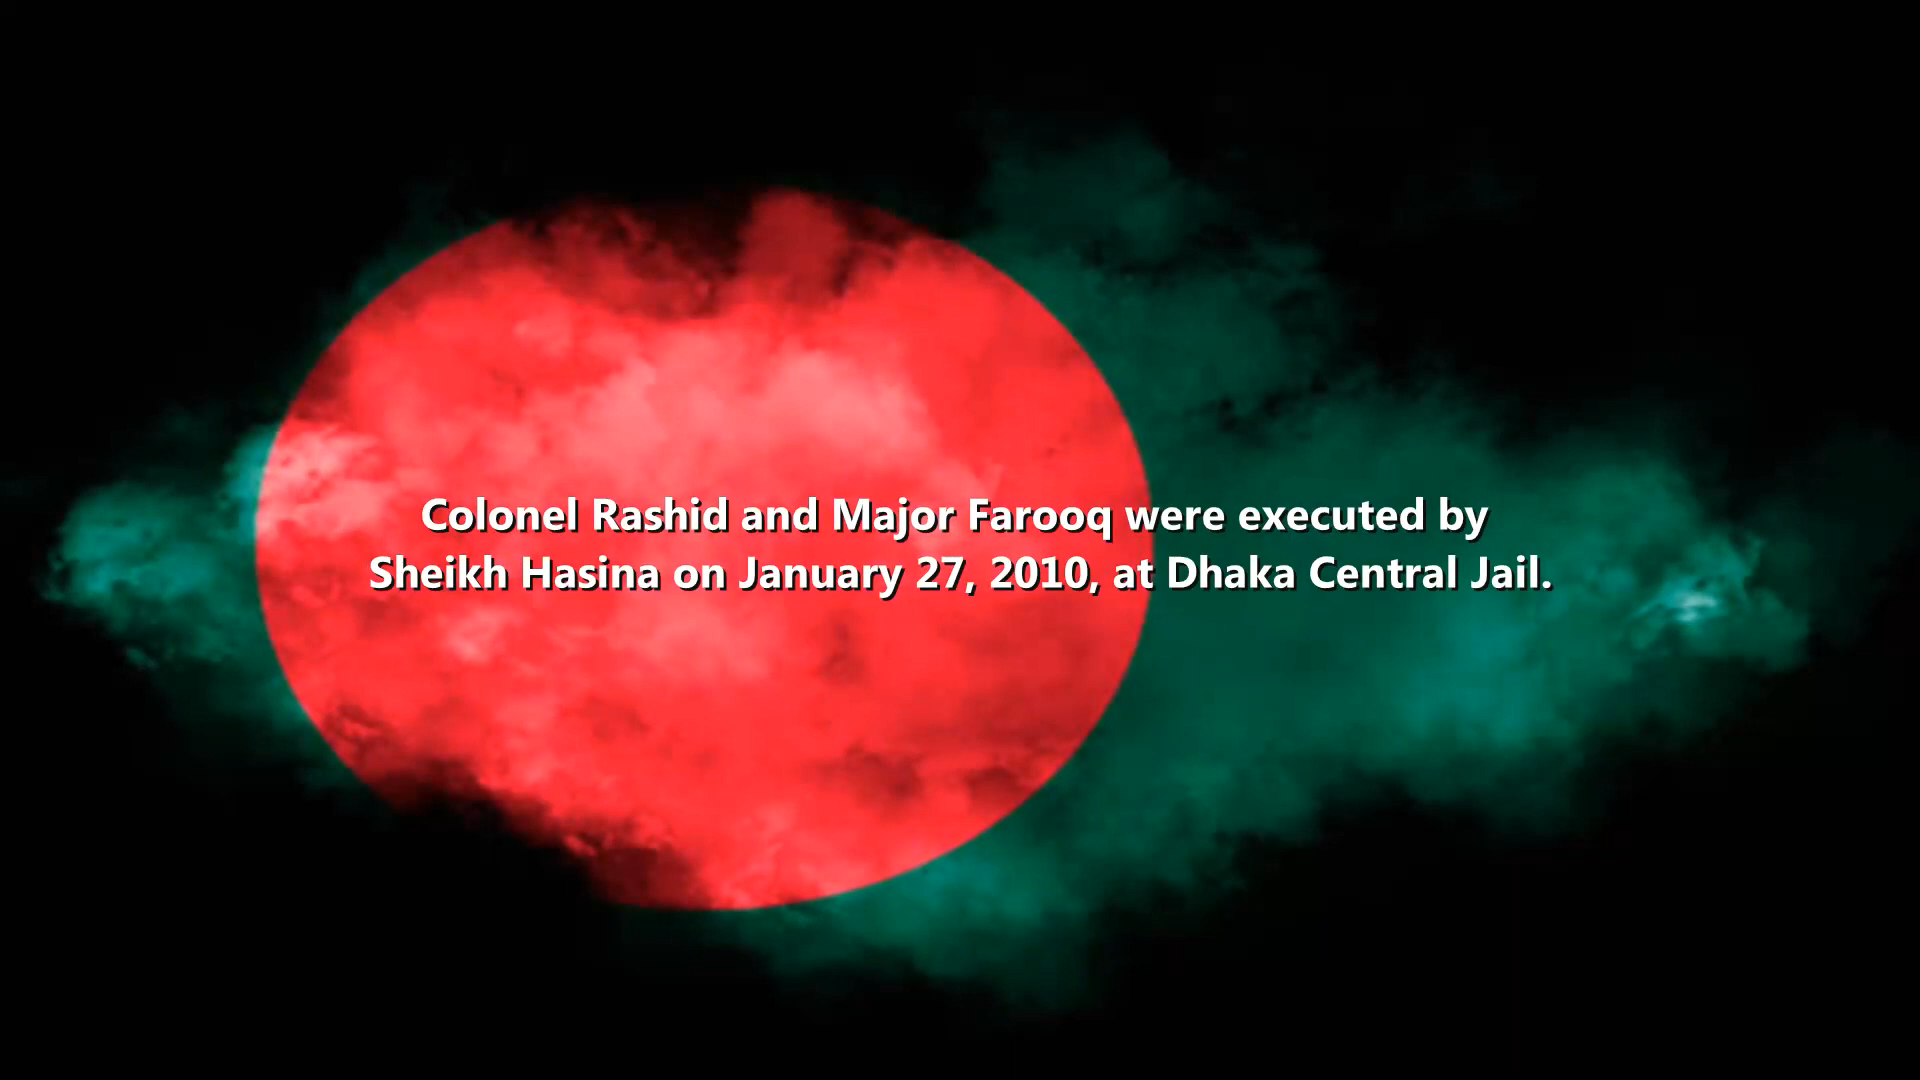 Colonel Rashid and Major Farooq were executed by
Sheikh Hasina on January 27, 2010, at Dhaka Central Jail.